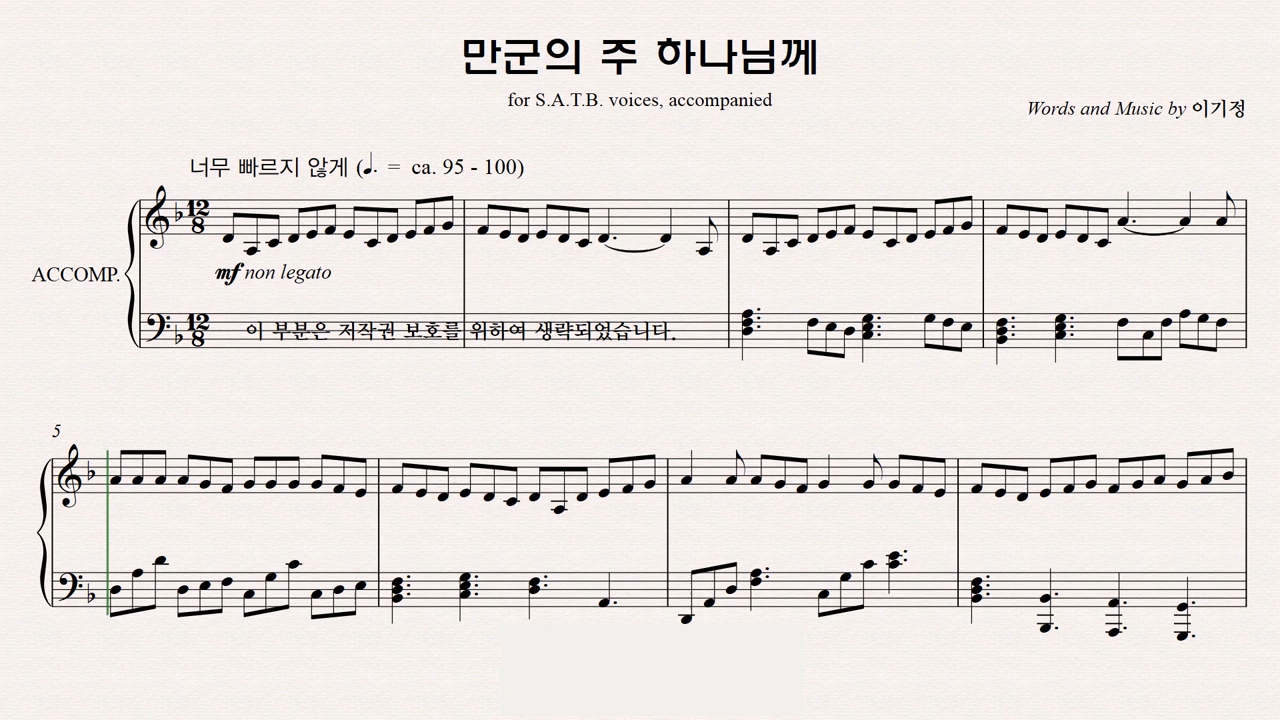 만군의 주 하나님께
for S.A.T.B. voices, accompanied
Words and Music by 이기정
너무 빠르지 않게 (♩. = ca. 95 - 100)
12
8
ACCOMP.
mf non legato
12
8
이 부분은 저작권 보호를 위하여 생략되었습니다.
5